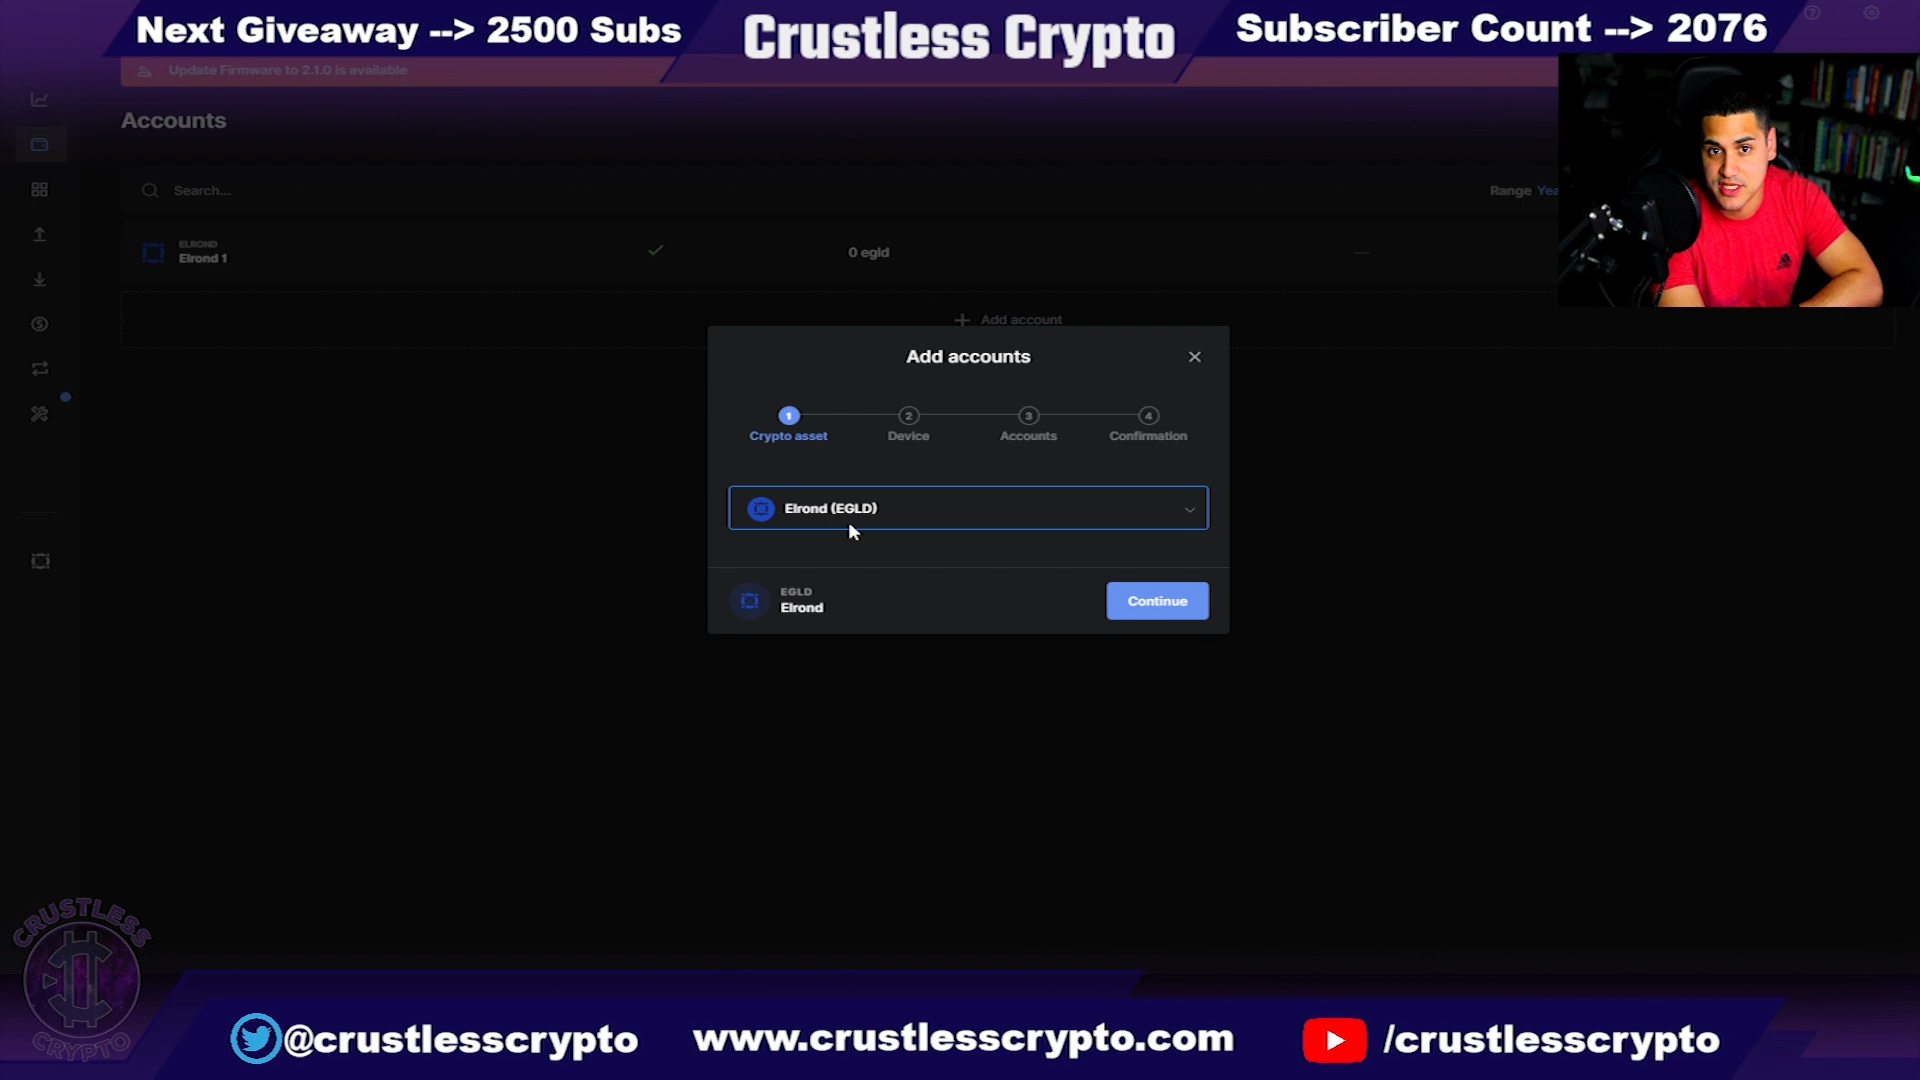 Next Giveaway --> 2500 Subs
Crustless Crypto
Subscriber Count --> 2076
Update Firmware to 2.1.0 is available
Accounts
Search...
Range Yea
ELROND
Elrond 1
0 egld
Add account
Add accounts
1
2
3
4
Crypto asset
Device
Accounts
Confirmation
Elrond (EGLD)
EGLD
Elrond
Continue
CRUSTLESS
CRYPTO
@crustlesscrypto
www.crustlesscrypto.com
/crustlesscrypto